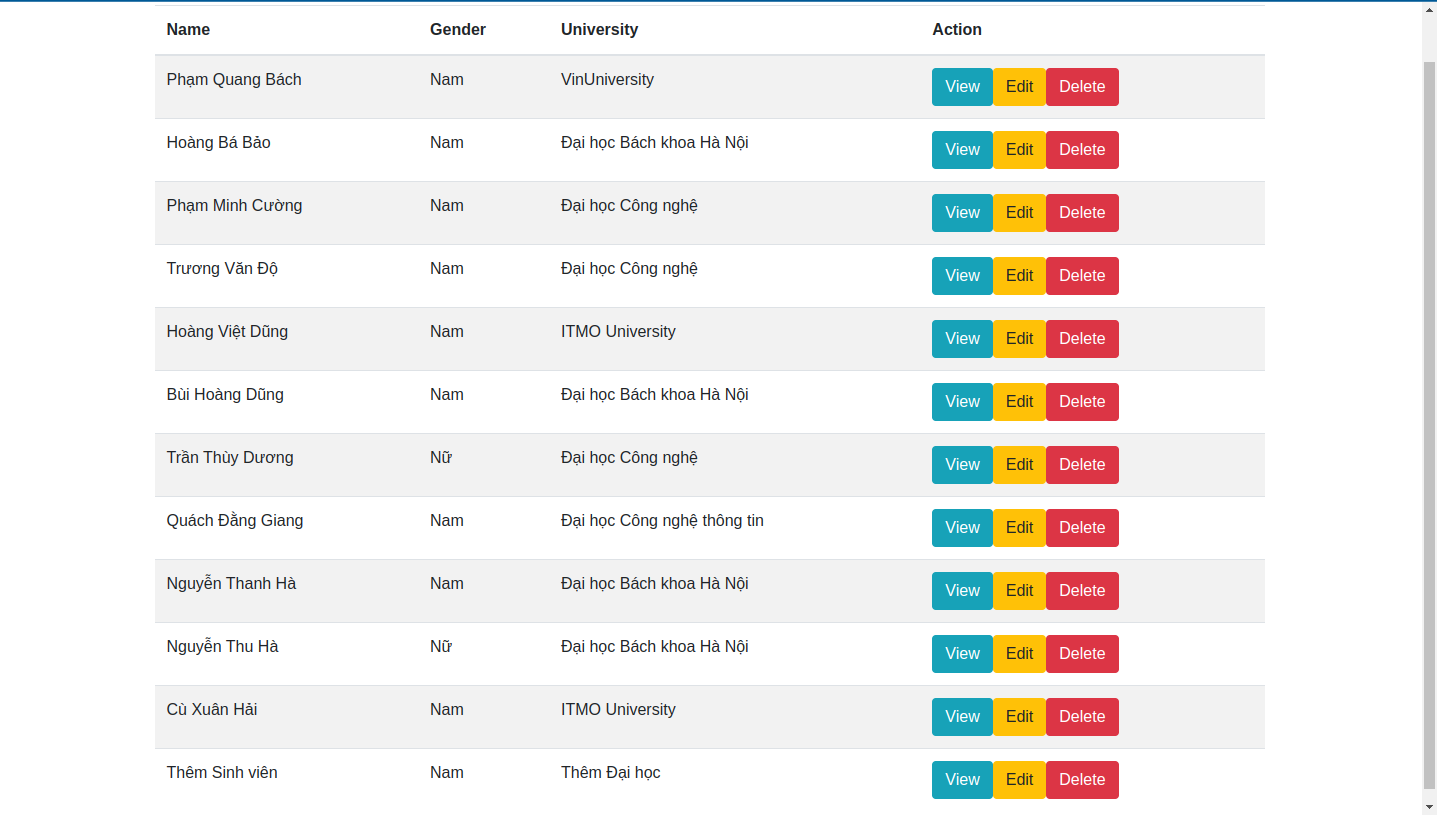 Name Gender University Action
Phạm Quang Bách Nam VinUniversity View Edit Delete
Hoàng Bá Bảo Nam Đại học Bách khoa Hà Nội View Edit Delete
Phạm Minh Cường Nam Đại học Công nghệ View Edit Delete
Trương Văn Độ Nam Đại học Công nghệ View Edit Delete
Hoàng Việt Dũng Nam ITMO University View Edit Delete
Bùi Hoàng Dũng Nam Đại học Bách khoa Hà Nội View Edit Delete
Trần Thùy Dương Nữ Đại học Công nghệ View Edit Delete
Quách Đằng Giang Nam Đại học Công nghệ thông tin View Edit Delete
Nguyễn Thanh Hà Nam Đại học Bách khoa Hà Nội View Edit Delete
Nguyễn Thu Hà Nữ Đại học Bách khoa Hà Nội View Edit Delete
Cù Xuân Hải Nam ITMO University View Edit Delete
Thêm Sinh viên Nam Thêm Đại học View Edit Delete